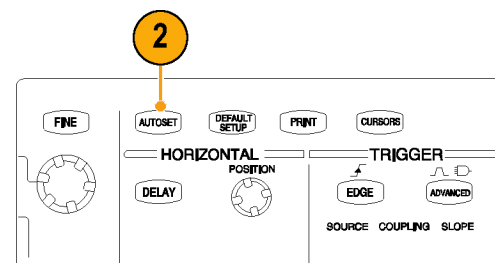 2
FINE
AUTOSET
DEFAULT
SETUP
PRINT
CURSORS
HORIZONTAL
TRIGGER
DELAY
POSITION
EDGE
ADVANCED
SOURCE COUPLING SLOPE